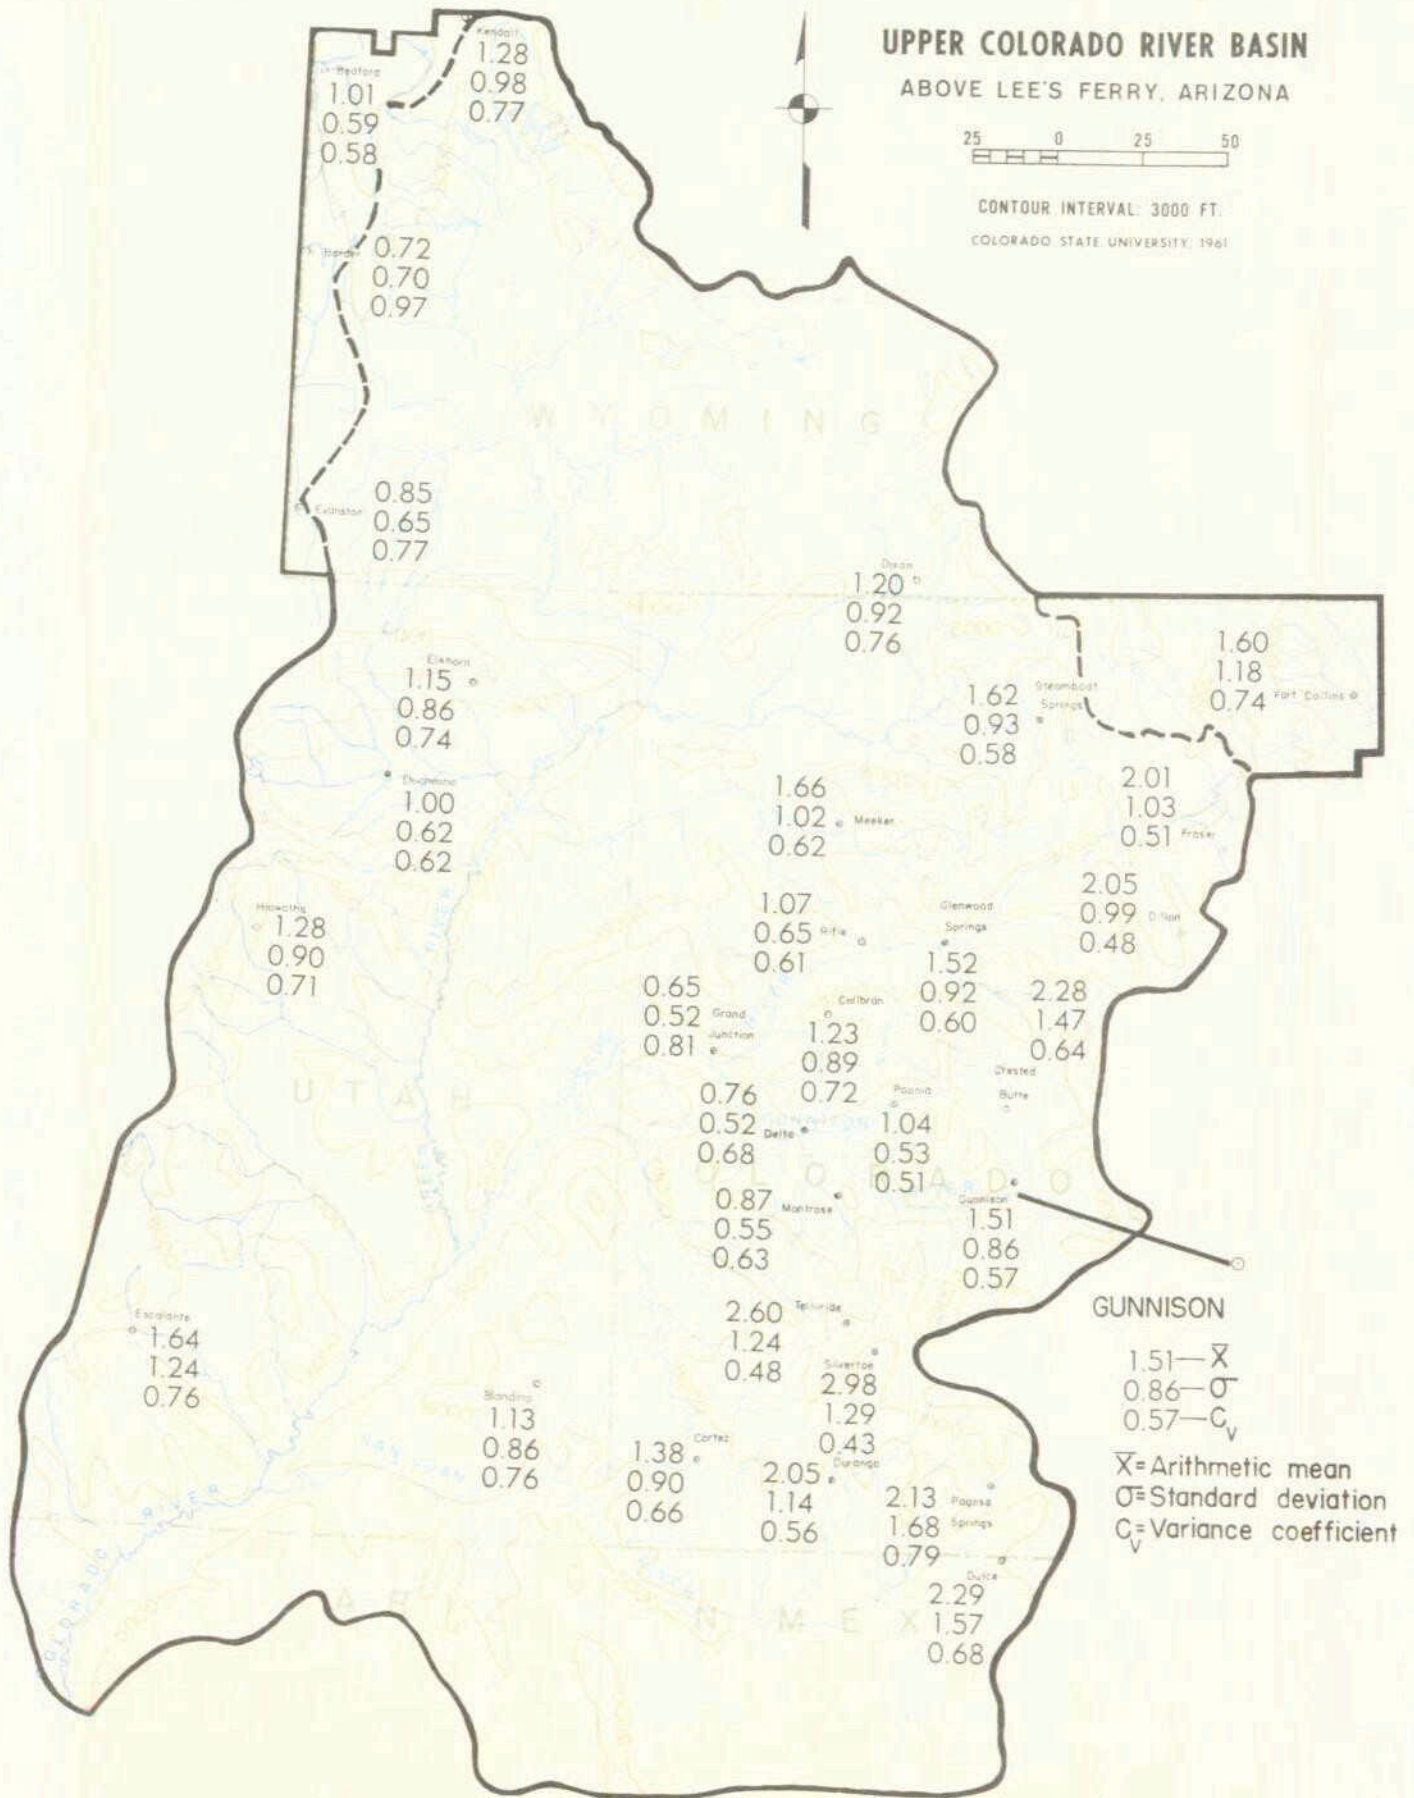 UPPER COLORADO RIVER BASIN
ABOVE LEE'S FERRY, ARIZONA
25 0 25 50
CONTOUR INTERVAL: 3000 FT.
COLORADO STATE UNIVERSITY, 1961
Kendall
1.28
0.98
0.77
Bedford
1.01
0.59
0.58
Border
0.72
0.70
0.97
WYOMING
Evanston
0.85
0.65
0.77
Dixon
1.20
0.92
0.76
Elkhorn
1.15
0.86
0.74
Steamboat
Springs
1.62
0.93
0.58
1.60
1.18
0.74 Fort Collins
Duchesne
1.00
0.62
0.62
1.66
1.02 Meeker
0.62
2.01
1.03
0.51 Fraser
Hiawatha
1.28
0.90
0.71
1.07
0.65 Rifle
0.61
Glenwood
Springs
1.52
0.92
0.60
2.05
0.99 Dillon
0.48
0.65
0.52 Grand
0.81 Junction
Collbran
1.23
0.89
0.72
2.28
1.47
0.64
Crested
Butte
UTAH
GREEN
RIVER
0.76
0.52 Delta
0.68
GUNNISON
Paonia
1.04
0.53
0.51
COLORADO
0.87 Montrose
0.55
0.63
Gunnison
1.51
0.86
0.57
Escalante
1.64
1.24
0.76
2.60 Telluride
1.24
0.48
Silverton
2.98
1.29
0.43
GUNNISON
1.51—X̅
0.86—σ
0.57—Cv
X̅=Arithmetic mean
σ=Standard deviation
Cv=Variance coefficient
Blanding
1.13
0.86
0.76
SAN JUAN
RIVER
Cortez
1.38
0.90
0.66
Durango
2.05
1.14
0.56
2.13 Pagosa
1.68 Springs
0.79
Dulce
2.29
1.57
0.68
COLORADO RIVER
ARIZ
N MEX